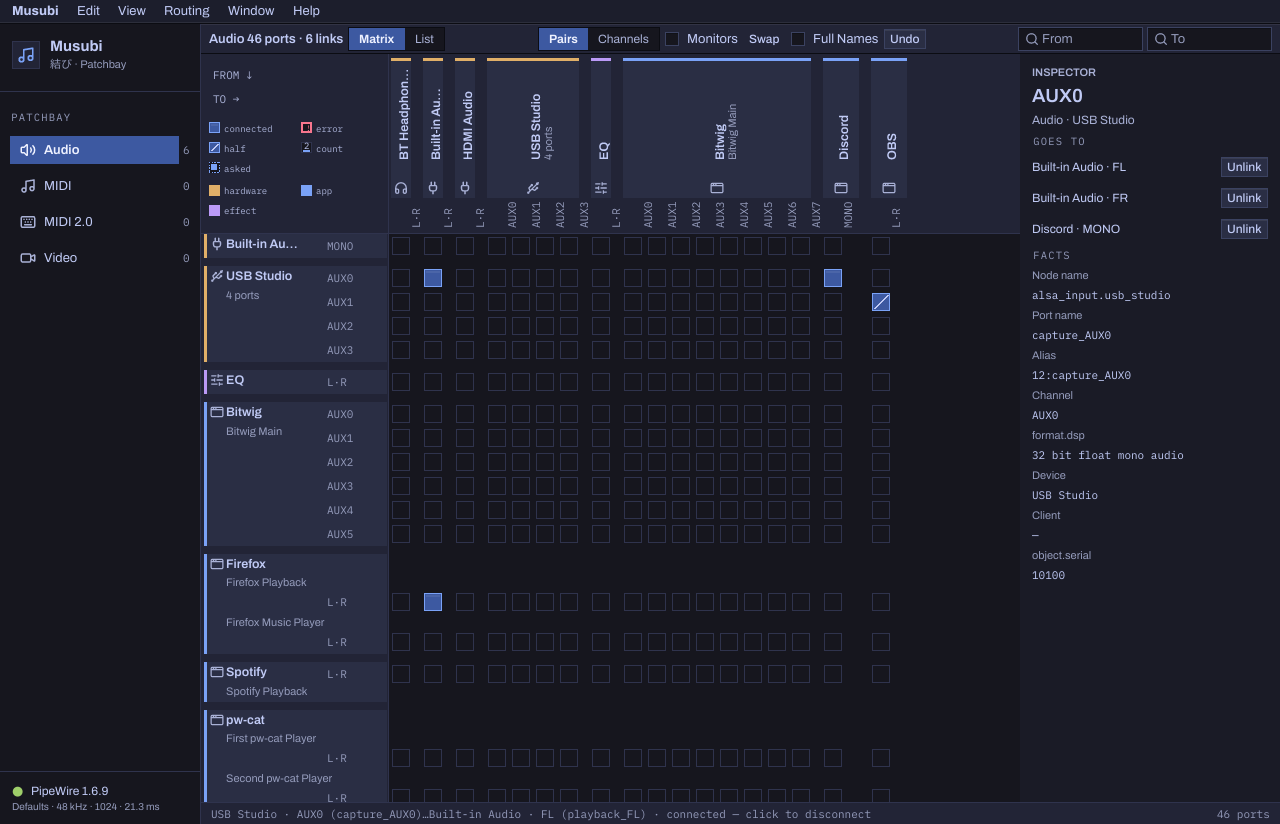 Musubi Edit View Routing Window Help
Musubi
結び · Patchbay
PATCHBAY
Audio 6
MIDI 0
MIDI 2.0 0
Video 0
PipeWire 1.6.9
Defaults · 48 kHz · 1024 · 21.3 ms
Audio 46 ports · 6 links Matrix List Pairs Channels Monitors Swap Full Names Undo From To
FROM ↓
TO →
connected error
half 2 count
asked
hardware app
effect
BT Headphon…
Built-in Au…
HDMI Audio
USB Studio
4 ports
EQ
Bitwig
Bitwig Main
Discord
OBS
L·R L·R L·R AUX0 AUX1 AUX2 AUX3 L·R AUX0 AUX1 AUX2 AUX3 AUX4 AUX5 AUX6 AUX7 MONO L·R
Built-in Au… MONO
USB Studio AUX0
4 ports AUX1
AUX2
AUX3
EQ L·R
Bitwig AUX0
Bitwig Main AUX1
AUX2
AUX3
AUX4
AUX5
Firefox
Firefox Playback
L·R
Firefox Music Player
L·R
Spotify L·R
Spotify Playback
pw-cat
First pw-cat Player
L·R
Second pw-cat Player
L·R
INSPECTOR
AUX0
Audio · USB Studio
GOES TO
Built-in Audio · FL Unlink
Built-in Audio · FR Unlink
Discord · MONO Unlink
FACTS
Node name
alsa_input.usb_studio
Port name
capture_AUX0
Alias
12:capture_AUX0
Channel
AUX0
format.dsp
32 bit float mono audio
Device
USB Studio
Client
—
object.serial
10100
USB Studio · AUX0 (capture_AUX0)…Built-in Audio · FL (playback_FL) · connected — click to disconnect 46 ports